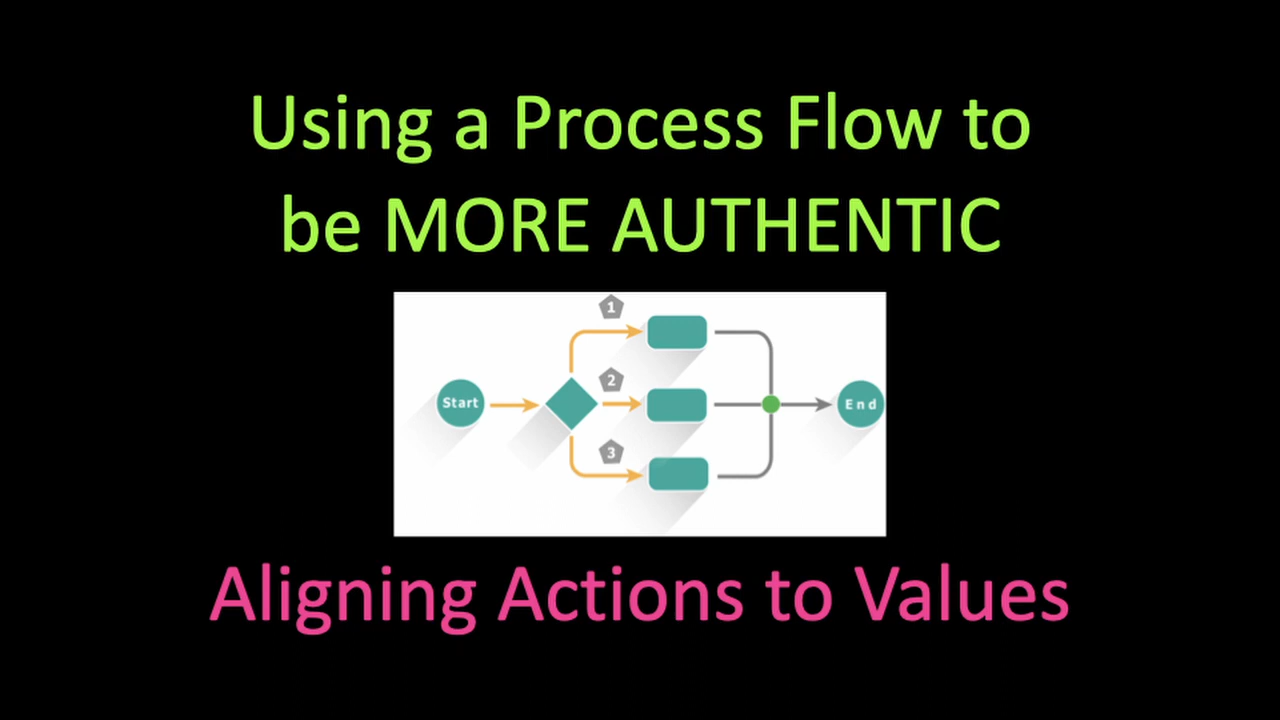 Using a Process Flow to
be MORE AUTHENTIC
1
2
Start
End
3
Aligning Actions to Values